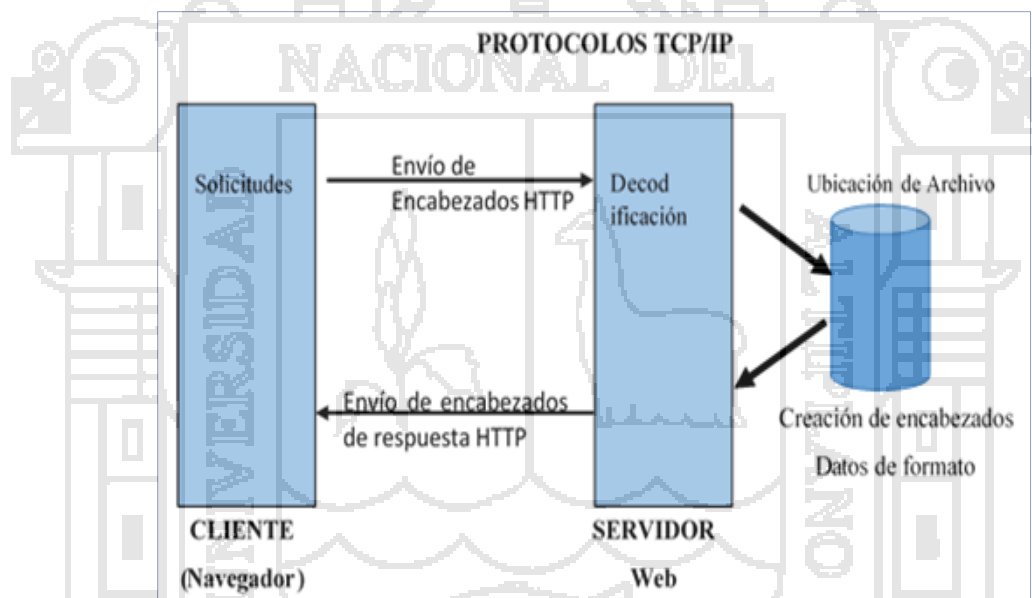 PROTOCOLOS TCP/IP
NACIONAL DEL
UNIVERSIDAD
Solicitudes
Envío de
Encabezados HTTP
Decod
ificación
Ubicación de Archivo
Envío de encabezados
de respuesta HTTP
Creación de encabezados
Datos de formato
CLIENTE
(Navegador)
SERVIDOR
Web